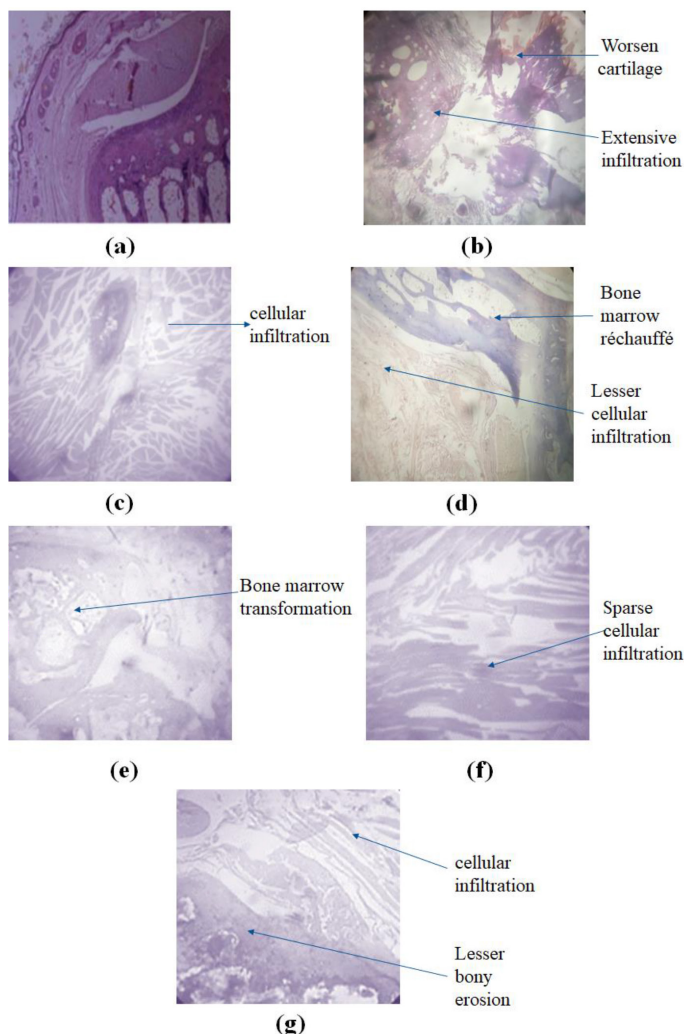 Worsen
cartilage
Extensive
infiltration
(a)
(b)
cellular
infiltration
Bone
marrow
réchauffé
Lesser
cellular
infiltration
(c)
(d)
Bone marrow
transformation
Sparse
cellular
infiltration
(e)
(f)
cellular
infiltration
Lesser
bony
erosion
(g)